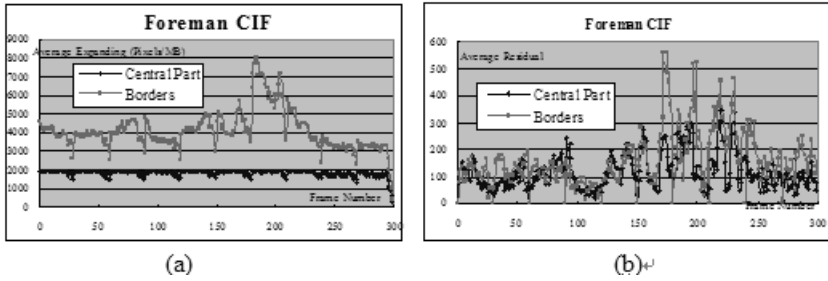 Foreman CIF
Average Expanding (Pixels/MB)
Central Part
Borders
9000
8000
7000
6000
5000
4000
3000
2000
1000
0
0
50
100
150
200
250
300
Frame Number
(a)
Foreman CIF
Average Residual
Central Part
Borders
600
500
400
300
200
100
0
0
50
100
150
200
250
300
Frame Number
(b)↵